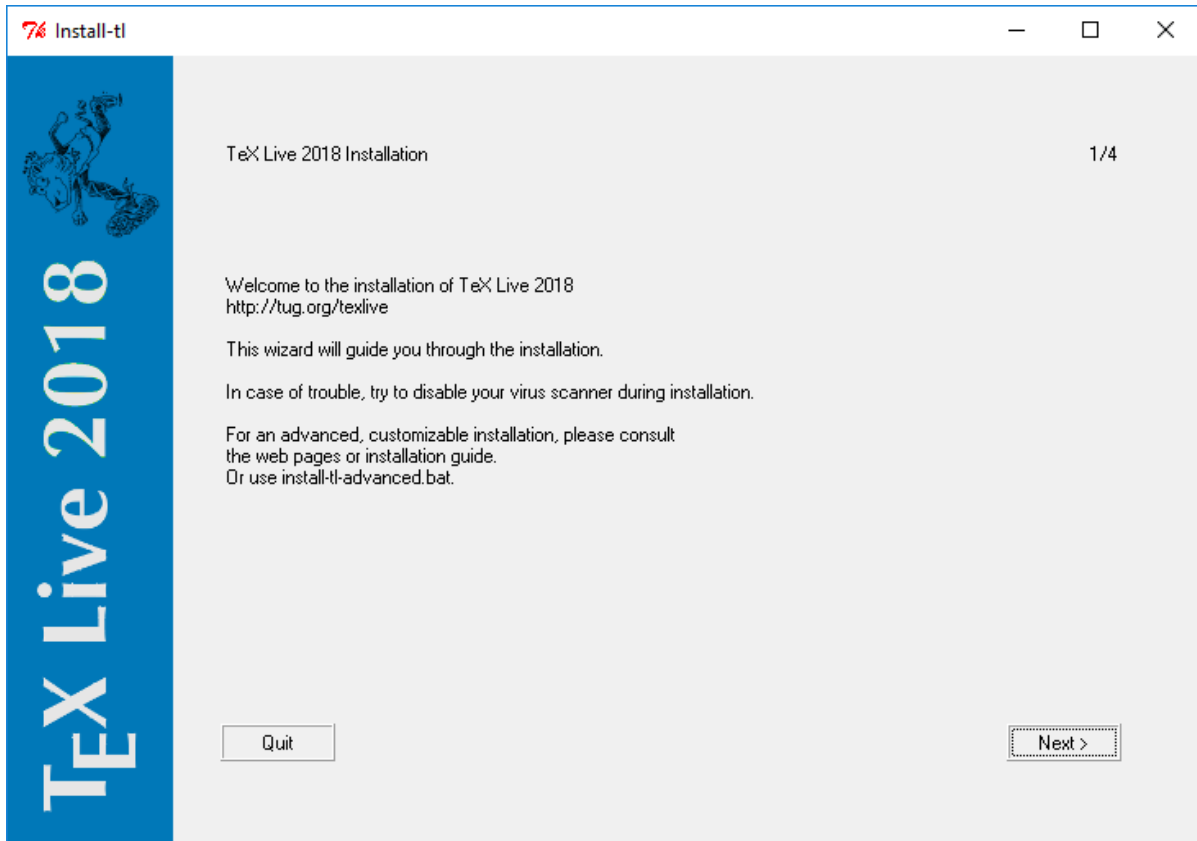 Install-tl
TeX Live 2018
TeX Live 2018 Installation 1/4
Welcome to the installation of TeX Live 2018
http://tug.org/texlive
This wizard will guide you through the installation.
In case of trouble, try to disable your virus scanner during installation.
For an advanced, customizable installation, please consult
the web pages or installation guide.
Or use install-tl-advanced.bat.
Quit
Next >